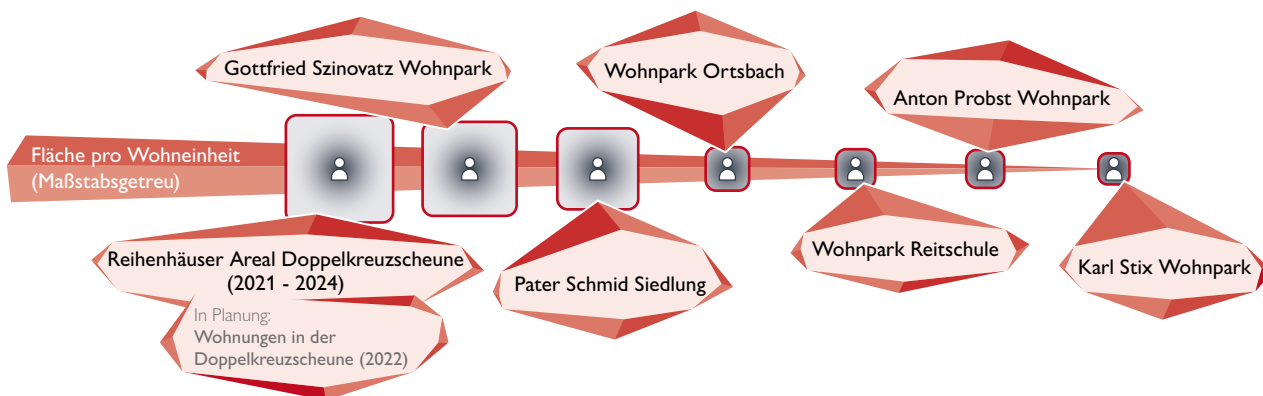 Gottfried Szinovatz Wohnpark
Wohnpark Ortsbach
Anton Probst Wohnpark
Fläche pro Wohneinheit
(Maßstabsgetreu)
Reihenhäuser Areal Doppelkreuzscheune
(2021 - 2024)
In Planung:
Wohnungen in der
Doppelkreuzscheune (2022)
Pater Schmid Siedlung
Wohnpark Reitschule
Karl Stix Wohnpark